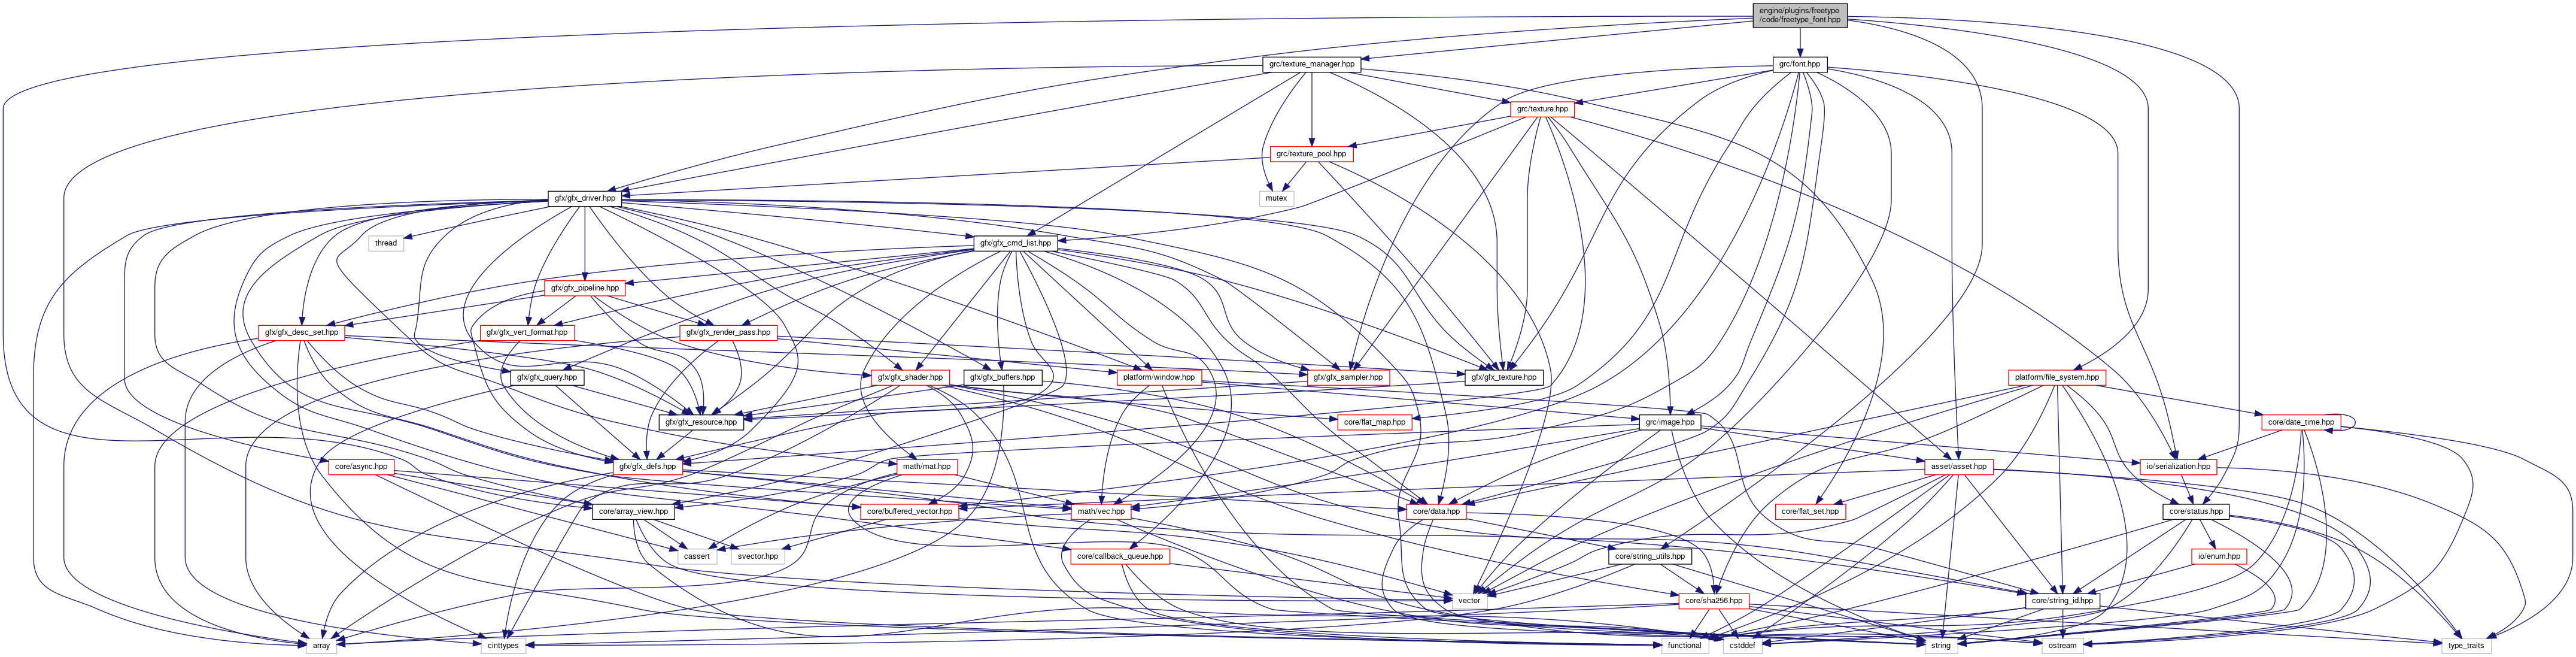 engine/plugins/freetype
/code/freetype_font.hpp
grc/texture_manager.hpp
grc/font.hpp
grc/texture.hpp
grc/texture_pool.hpp
gfx/gfx_driver.hpp
mutex
thread
gfx/gfx_cmd_list.hpp
gfx/gfx_pipeline.hpp
gfx/gfx_desc_set.hpp
gfx/gfx_vert_format.hpp
gfx/gfx_render_pass.hpp
gfx/gfx_query.hpp
gfx/gfx_shader.hpp
gfx/gfx_buffers.hpp
platform/window.hpp
gfx/gfx_sampler.hpp
gfx/gfx_texture.hpp
platform/file_system.hpp
gfx/gfx_resource.hpp
core/flat_map.hpp
grc/image.hpp
core/date_time.hpp
core/async.hpp
gfx/gfx_defs.hpp
math/mat.hpp
asset/asset.hpp
io/serialization.hpp
core/array_view.hpp
core/buffered_vector.hpp
math/vec.hpp
core/data.hpp
core/flat_set.hpp
core/status.hpp
cassert
svector.hpp
core/callback_queue.hpp
core/string_utils.hpp
io/enum.hpp
vector
core/sha256.hpp
core/string_id.hpp
array
cinttypes
functional
cstddef
string
ostream
type_traits